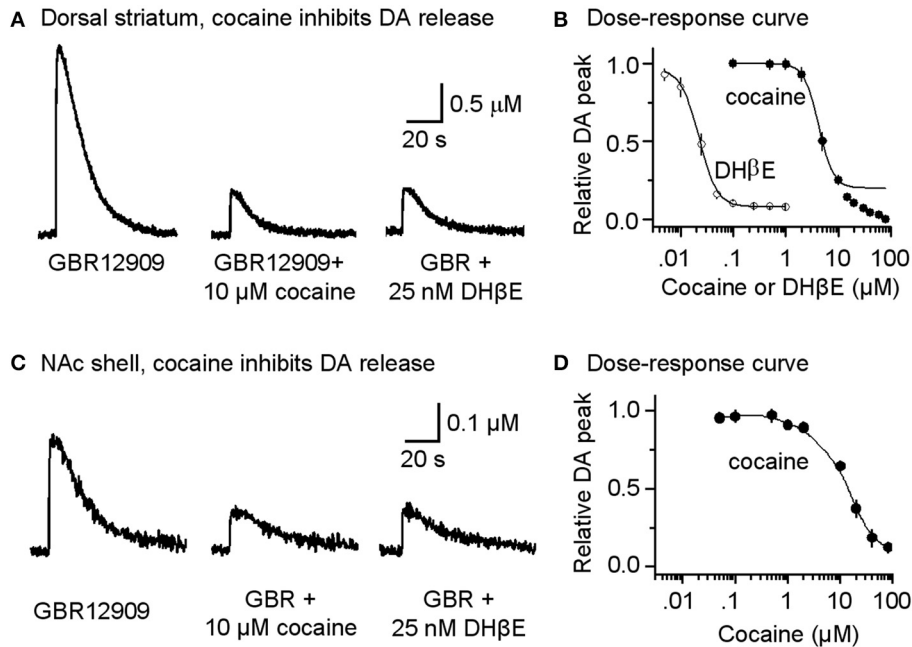 A Dorsal striatum, cocaine inhibits DA release
0.5 μM
20 s
GBR12909
GBR12909+
10 μM cocaine
GBR +
25 nM DHβE
B Dose-response curve
Relative DA peak
1.0
0.5
0.0
cocaine
DHβE
.01 .1 1 10 100
Cocaine or DHβE (μM)
C NAc shell, cocaine inhibits DA release
0.1 μM
20 s
GBR12909
GBR +
10 μM cocaine
GBR +
25 nM DHβE
D Dose-response curve
Relative DA peak
1.0
0.5
0.0
cocaine
.01 .1 1 10 100
Cocaine (μM)